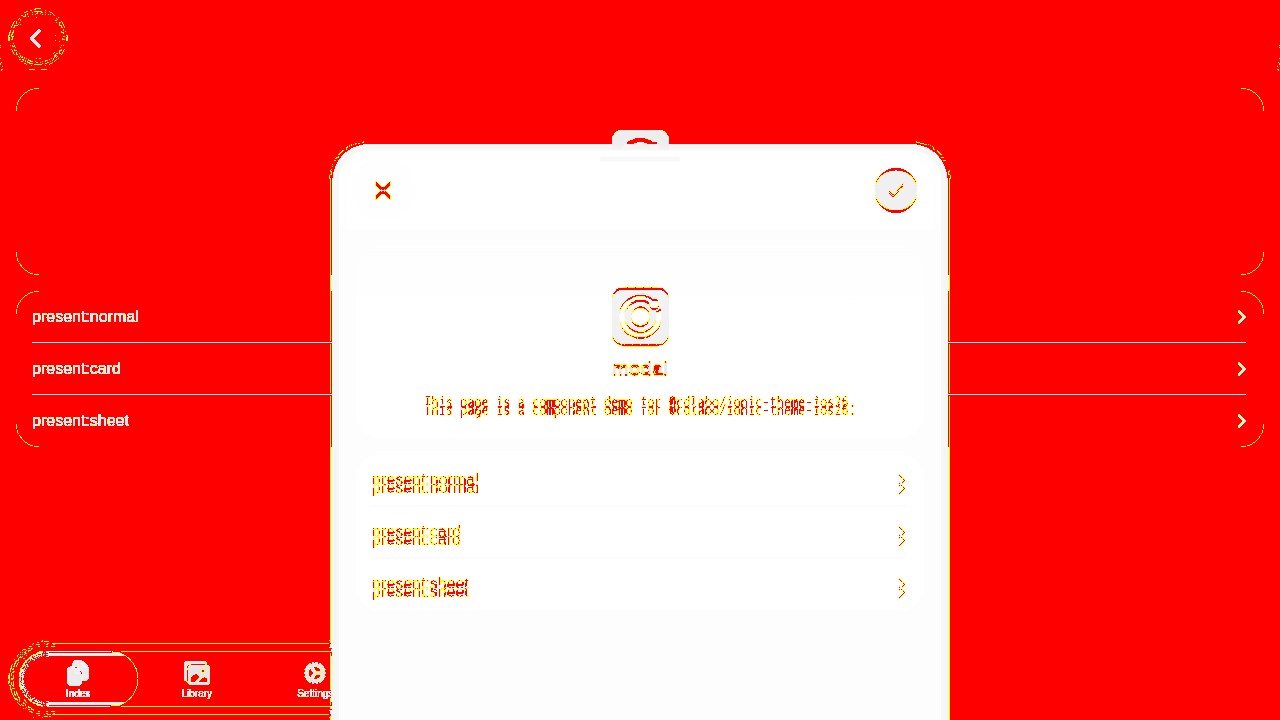 present:normal
present:card
present:sheet
modal
This page is a component demo for @rdlabo/ionic-theme-ios26.
present:normal
present:card
present:sheet
Index
Library
Settings